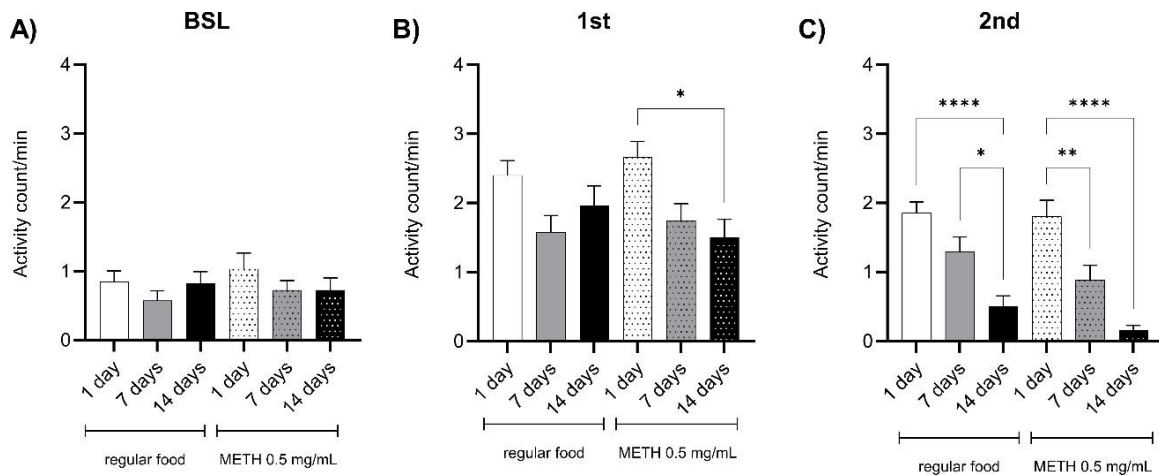 A)
BSL
Activity count/min
4
3
2
1
0
1 day
7 days
14 days
1 day
7 days
14 days
regular food
METH 0.5 mg/mL
B)
1st
Activity count/min
4
3
2
1
0
*
1 day
7 days
14 days
1 day
7 days
14 days
regular food
METH 0.5 mg/mL
C)
2nd
Activity count/min
4
3
2
1
0
****
****
*
**
1 day
7 days
14 days
1 day
7 days
14 days
regular food
METH 0.5 mg/mL